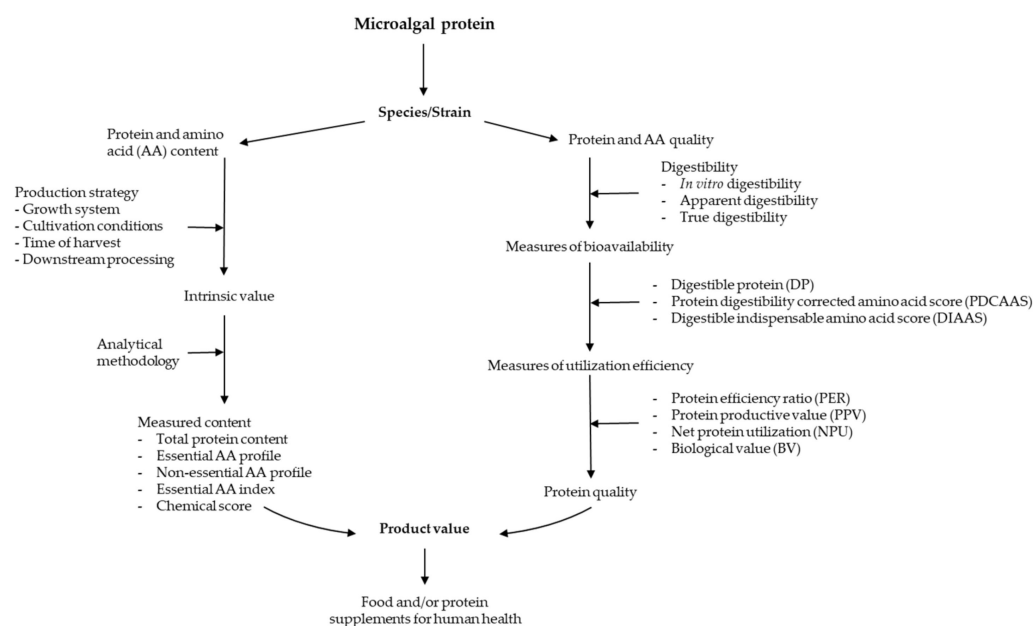 Microalgal protein
Species/Strain
Protein and amino
acid (AA) content
Production strategy
- Growth system
- Cultivation conditions
- Time of harvest
- Downstream processing
Intrinsic value
Analytical
methodology
Measured content
- Total protein content
- Essential AA profile
- Non-essential AA profile
- Essential AA index
- Chemical score
Protein and AA quality
Digestibility
- In vitro digestibility
- Apparent digestibility
- True digestibility
Measures of bioavailability
- Digestible protein (DP)
- Protein digestibility corrected amino acid score (PDCAAS)
- Digestible indispensable amino acid score (DIAAS)
Measures of utilization efficiency
- Protein efficiency ratio (PER)
- Protein productive value (PPV)
- Net protein utilization (NPU)
- Biological value (BV)
Protein quality
Product value
Food and/or protein
supplements for human health